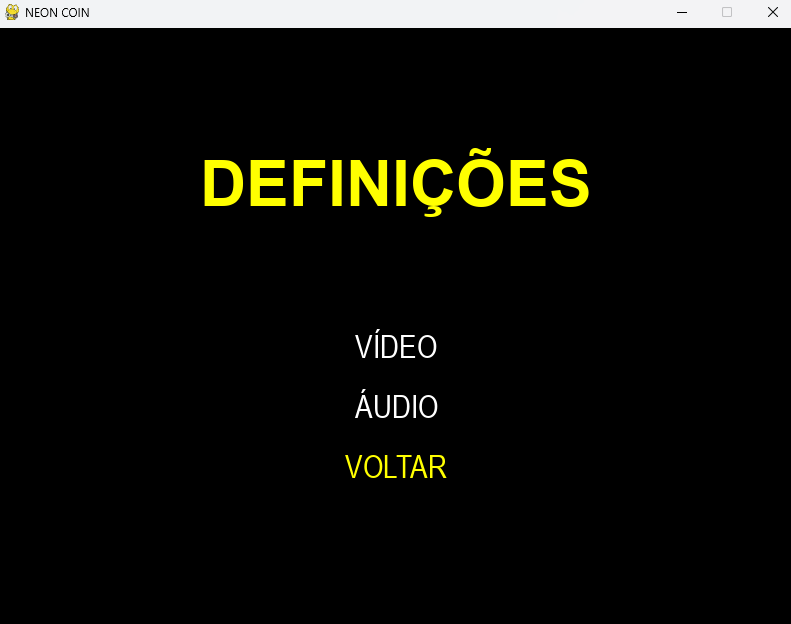 NEON COIN
DEFINIÇÕES
VÍDEO
ÁUDIO
VOLTAR